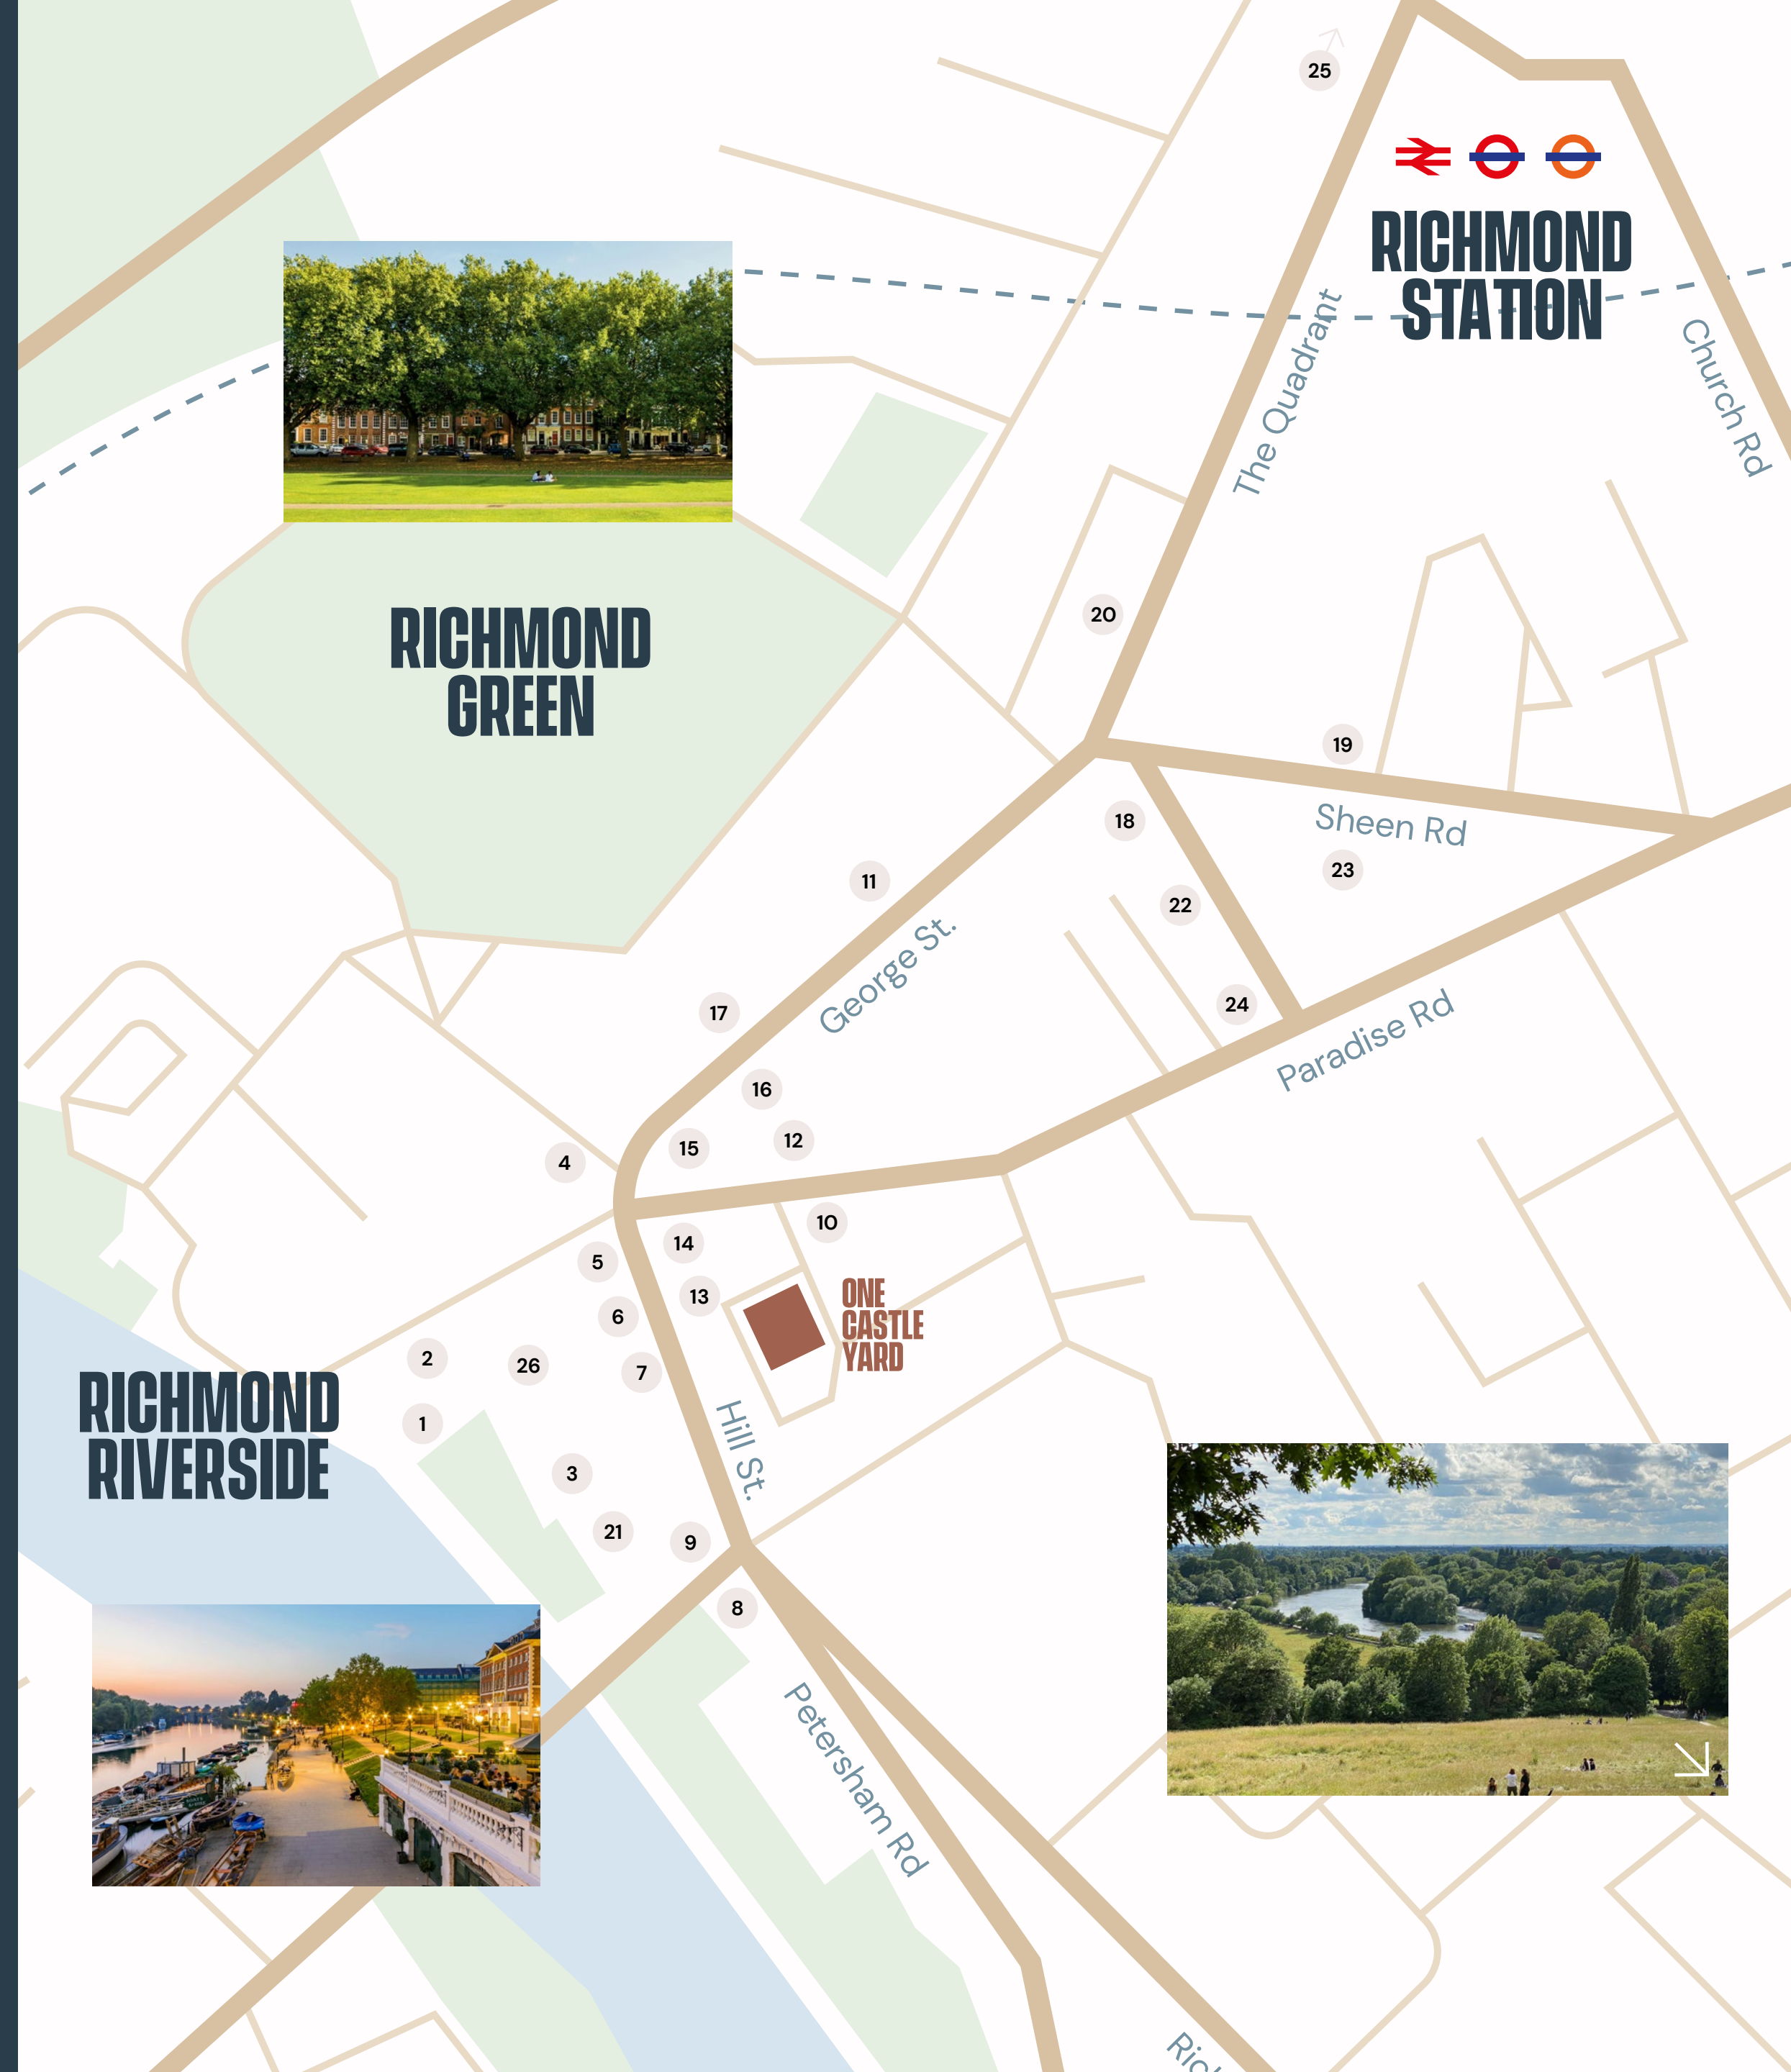 25
RICHMOND
STATION
The Quadrant
Church Rd
RICHMOND
GREEN
20
19
18
Sheen Rd
23
11
22
George St.
17
24
Paradise Rd
16
12
15
4
10
14
5
13
ONE
CASTLE
YARD
6
2
26
7
1
Hill St.
RICHMOND
RIVERSIDE
3
21
9
8
Petersham Rd